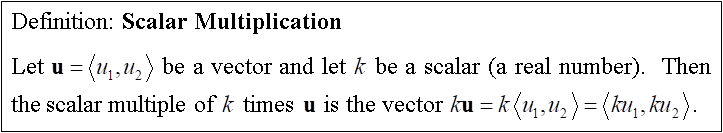 Definition: Scalar Multiplication
Let u = ⟨u₁, u₂⟩ be a vector and let k be a scalar (a real number). Then
the scalar multiple of k times u is the vector ku = k⟨u₁, u₂⟩ = ⟨ku₁, ku₂⟩.